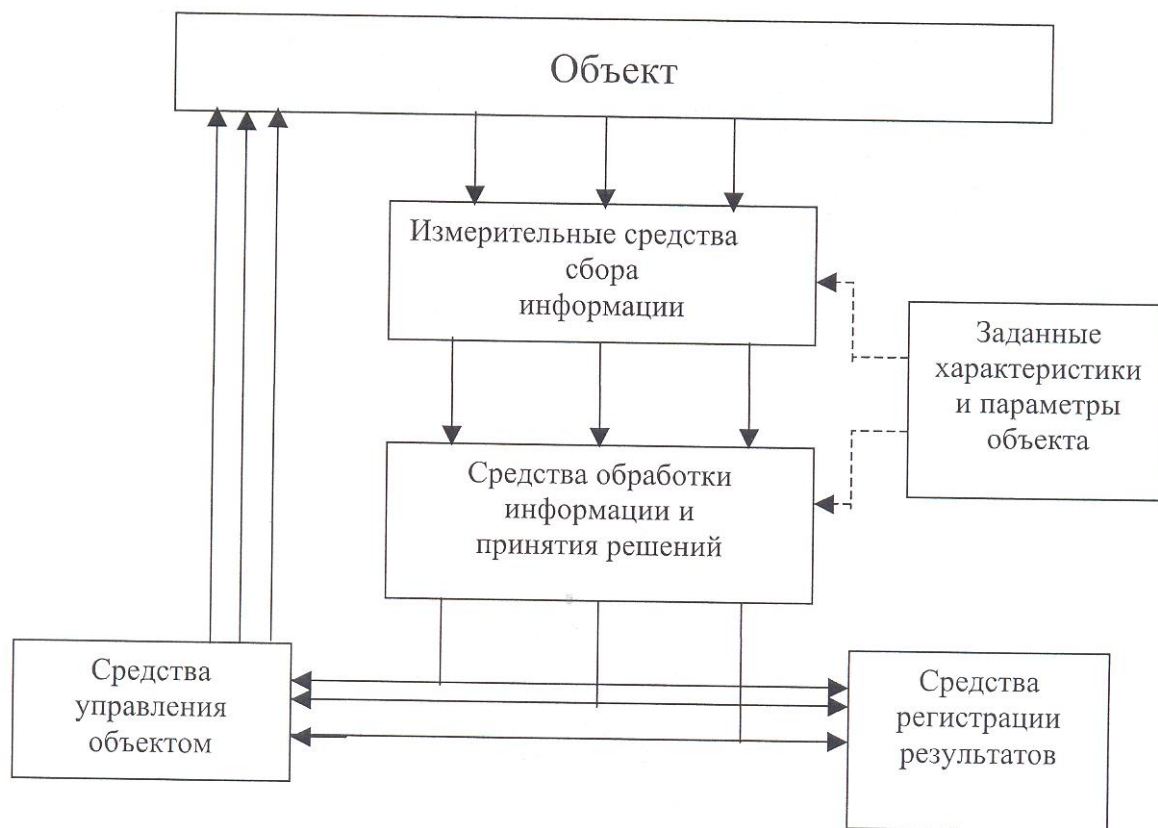 Объект
Измерительные средства
сбора
информации
Заданные
характеристики
и параметры
объекта
Средства обработки
информации и
принятия решений
Средства
управления
объектом
Средства
регистрации
результатов